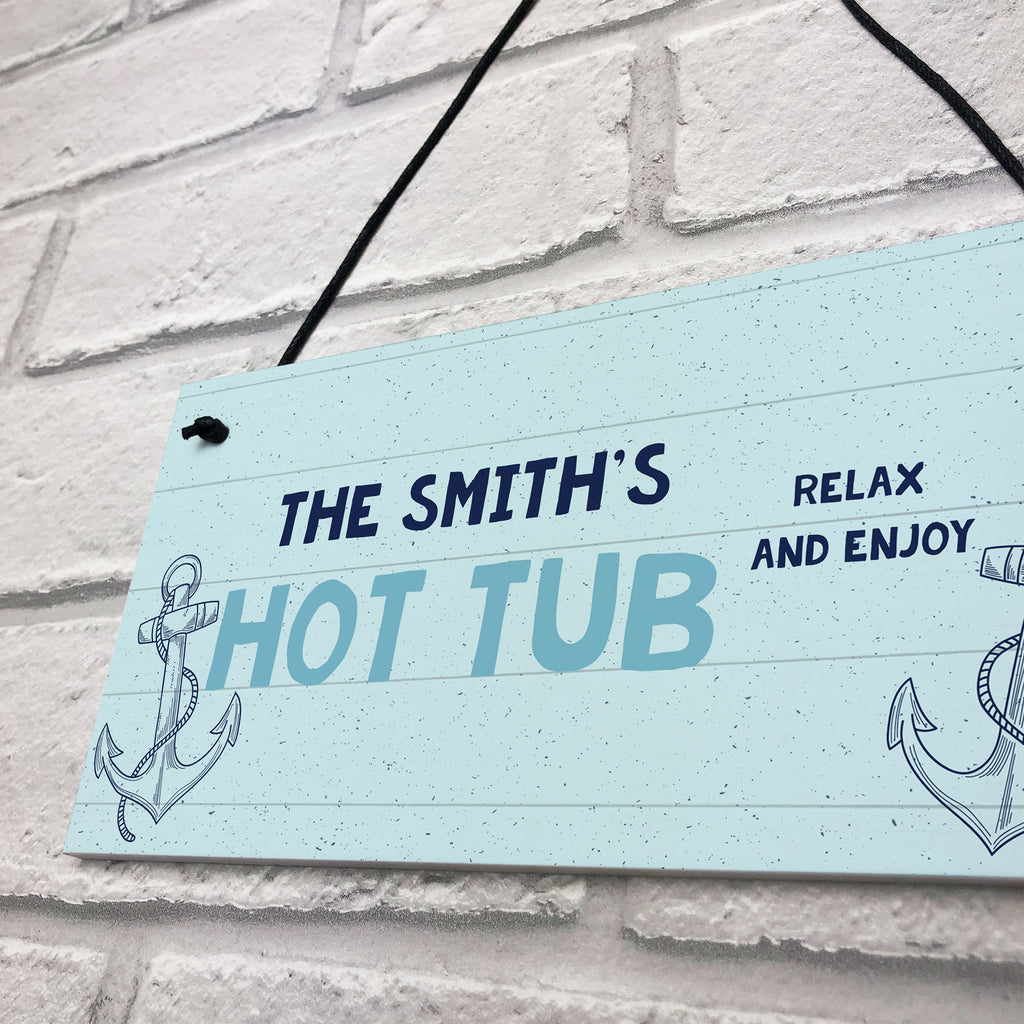 THE SMITH'S
HOT TUB
RELAX
AND ENJOY